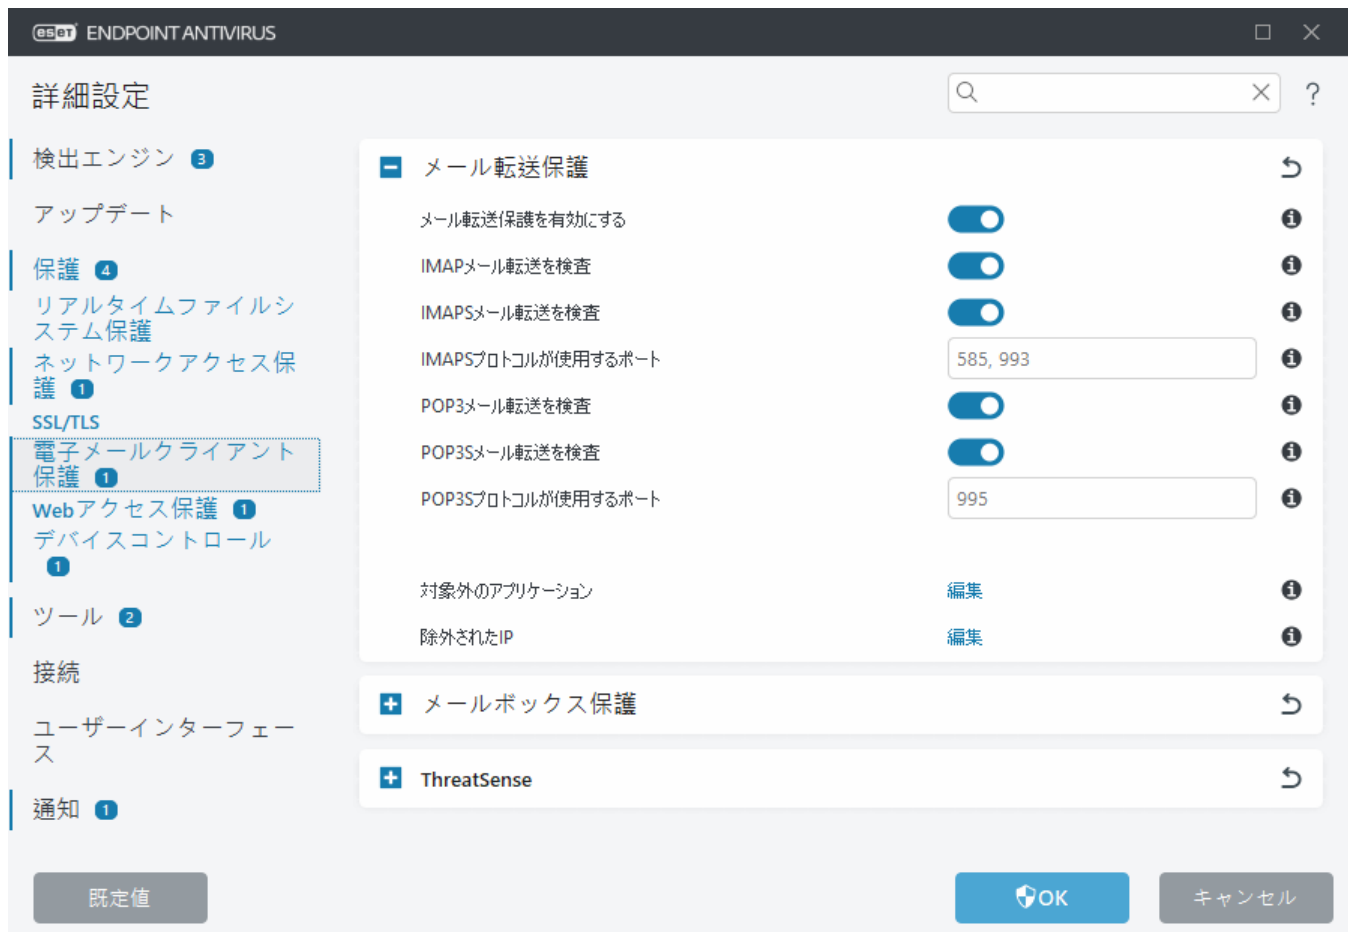 eseT ENDPOINT ANTIVIRUS
詳細設定
?
検出エンジン 3
アップデート
保護 4
リアルタイムファイルシ
ステム保護
ネットワークアクセス保
護 1
SSL/TLS
電子メールクライアント
保護 1
Webアクセス保護 1
デバイスコントロール
1
ツール 2
接続
ユーザーインターフェー
ス
通知 1
メール転送保護
メール転送保護を有効にする
IMAPメール転送を検査
IMAPSメール転送を検査
IMAPSプロトコルが使用するポート 585, 993
POP3メール転送を検査
POP3Sメール転送を検査
POP3Sプロトコルが使用するポート 995
対象外のアプリケーション 編集
除外されたIP 編集
メールボックス保護
ThreatSense
既定値
OK
キャンセル